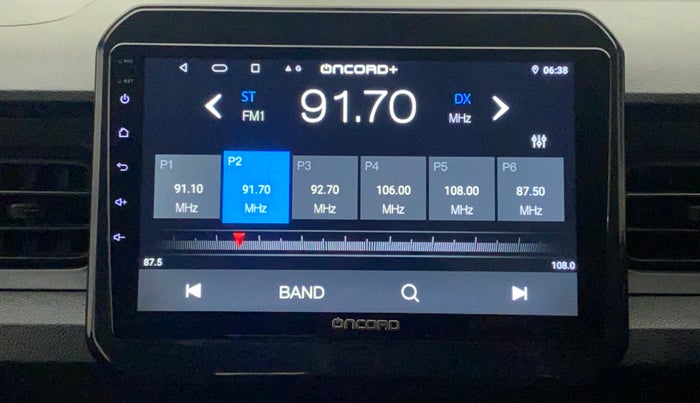 MIC
RST
ONCORD+
06:38
ST
FM1
91.70
DX
MHz
P1 P2 P3 P4 P5 P6
91.10 91.70 92.70 106.00 108.00 87.50
MHz MHz MHz MHz MHz MHz
87.5 108.0
BAND
ONCORD